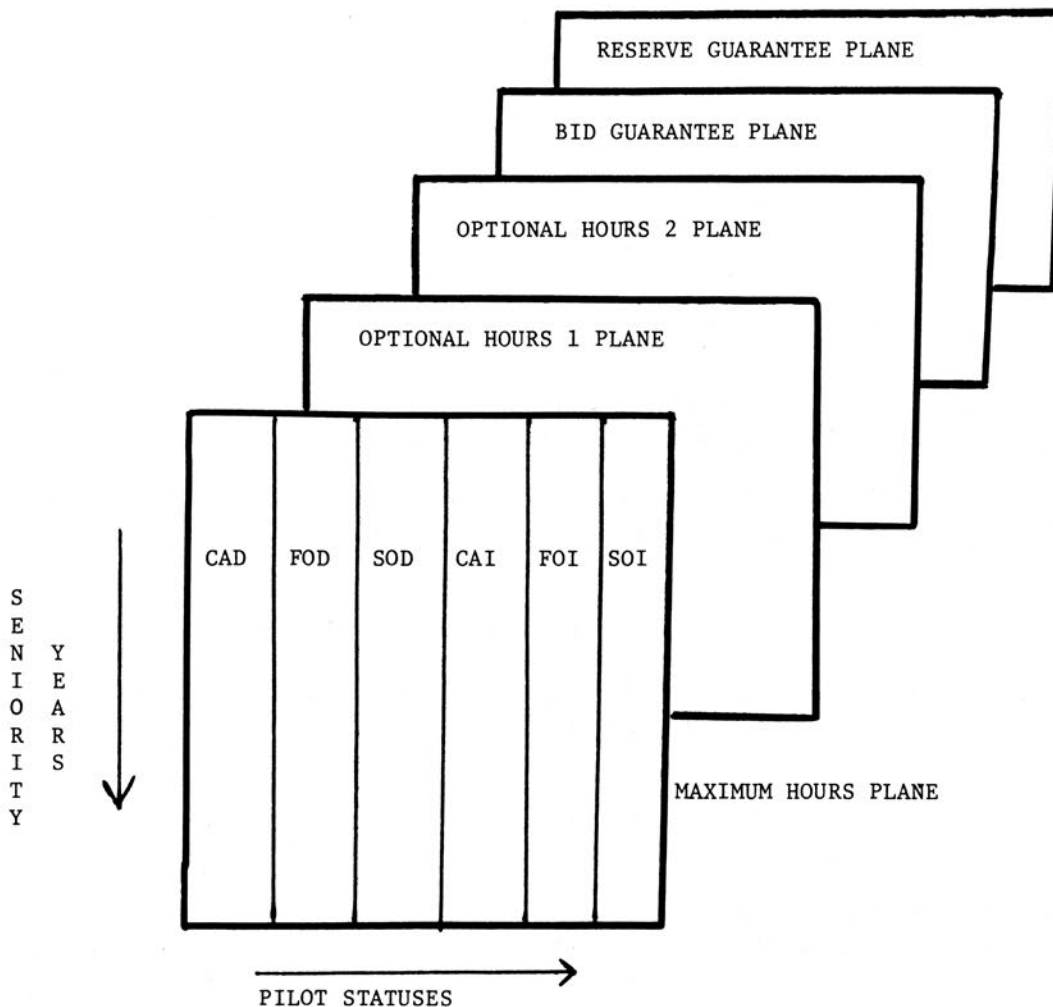 RESERVE GUARANTEE PLANE
BID GUARANTEE PLANE
OPTIONAL HOURS 2 PLANE
OPTIONAL HOURS 1 PLANE
CAD FOD SOD CAI FOI SOI
SENIORITY
YEARS
MAXIMUM HOURS PLANE
PILOT STATUSES